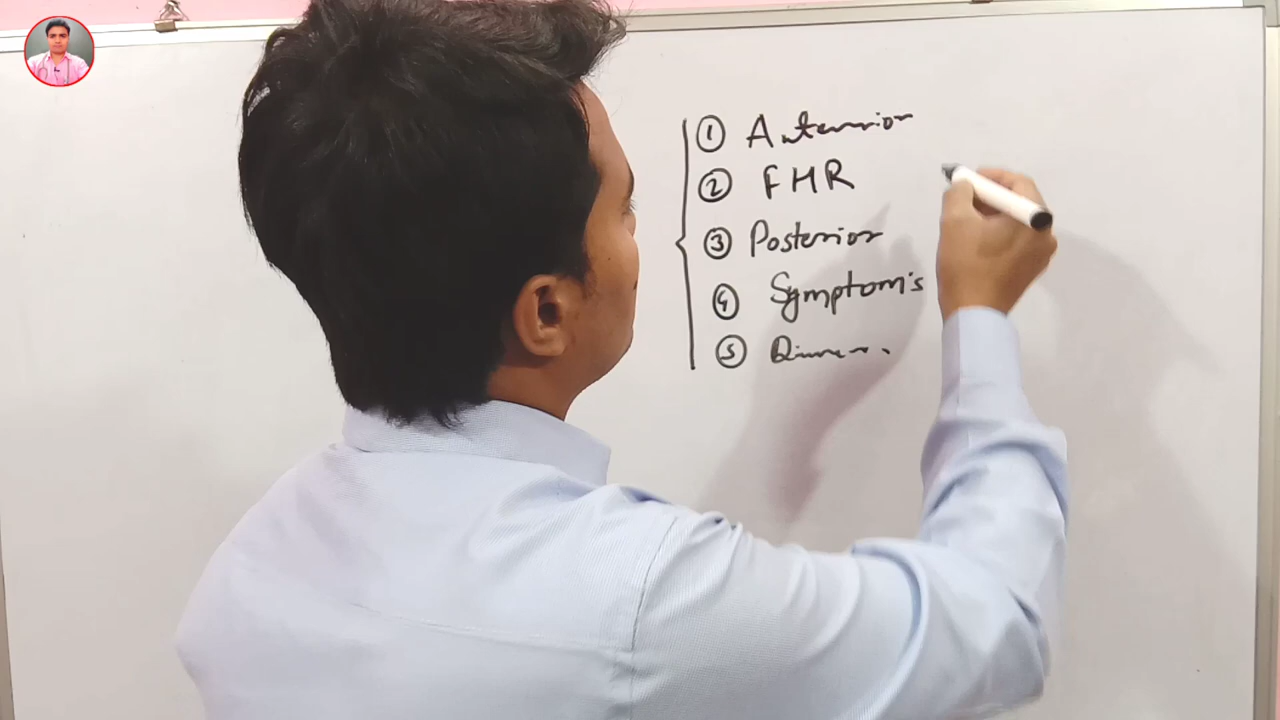 ① Anterior
② FHR
③ Posterior
④ Symptom's
⑤